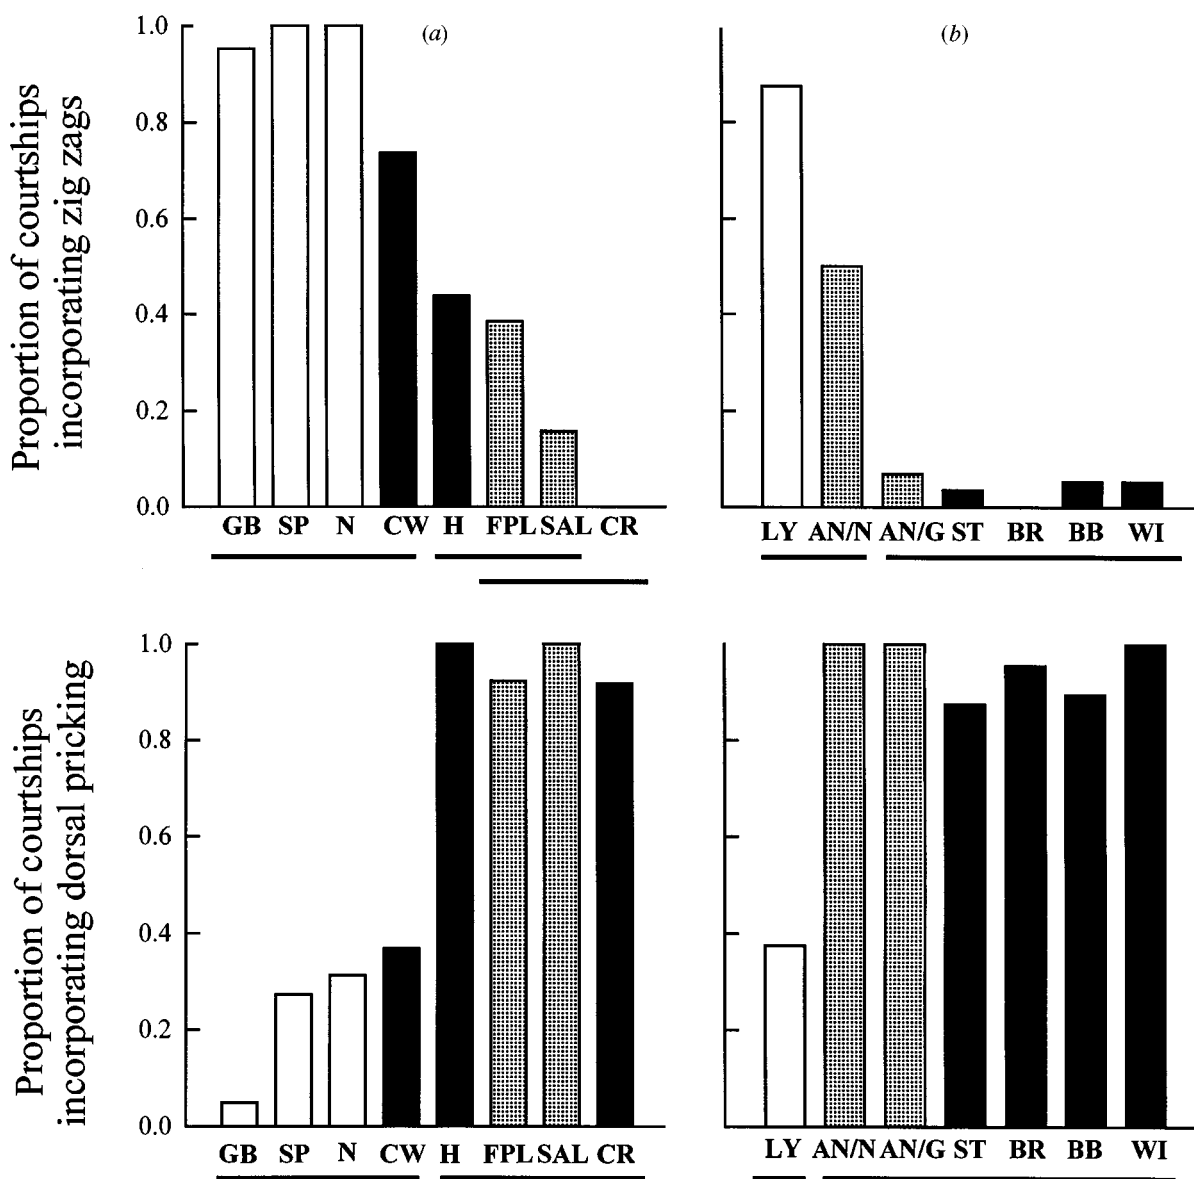 (a)
(b)
Proportion of courtships
incorporating zig zags
1.0
0.8
0.6
0.4
0.2
0.0
GB SP N CW H FPL SAL CR
LY AN/N AN/G ST BR BB WI
Proportion of courtships
incorporating dorsal pricking
1.0
0.8
0.6
0.4
0.2
0.0
GB SP N CW H FPL SAL CR
LY AN/N AN/G ST BR BB WI